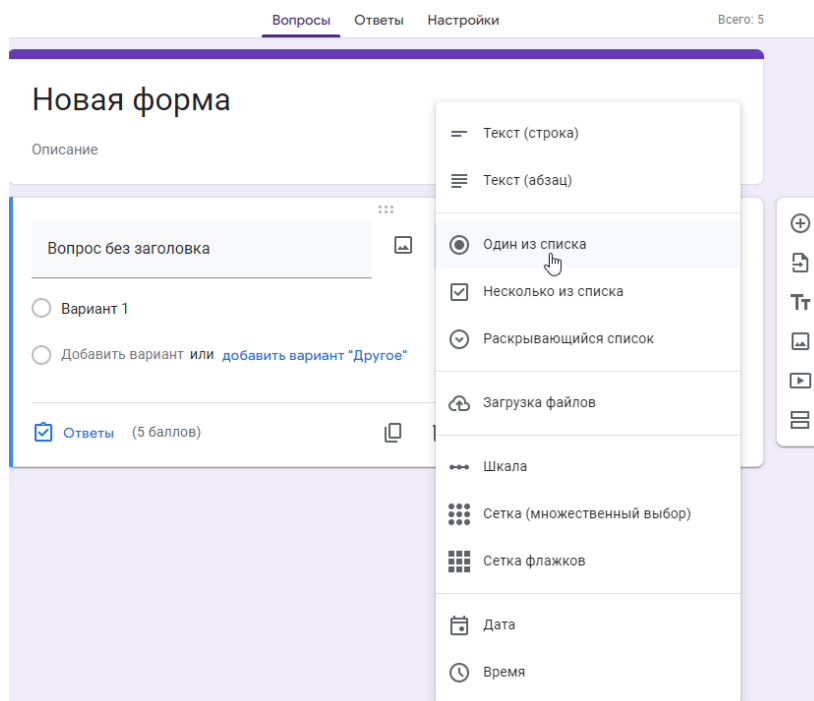 Вопросы Ответы Настройки Всего: 5
Новая форма
Описание
Вопрос без заголовка
Вариант 1
Добавить вариант или добавить вариант "Другое"
Ответы (5 баллов)
Текст (строка)
Текст (абзац)
Один из списка
Несколько из списка
Раскрывающийся список
Загрузка файлов
Шкала
Сетка (множественный выбор)
Сетка флажков
Дата
Время
Тт